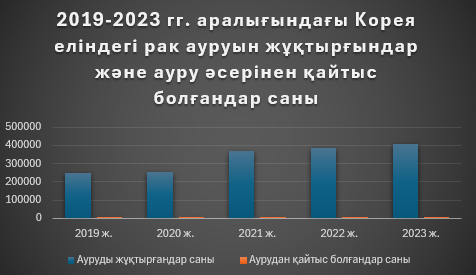 2019-2023 гг. аралығындағы Корея
еліндегі рак ауруын жұқтырғындар
және ауру әсерінен қайтыс
болғандар саны
500000
400000
300000
200000
100000
0
2019 ж. 2020 ж. 2021 ж. 2022 ж. 2023 ж.
Ауруды жұқтырғандар саны Аурудан қайтыс болғандар саны